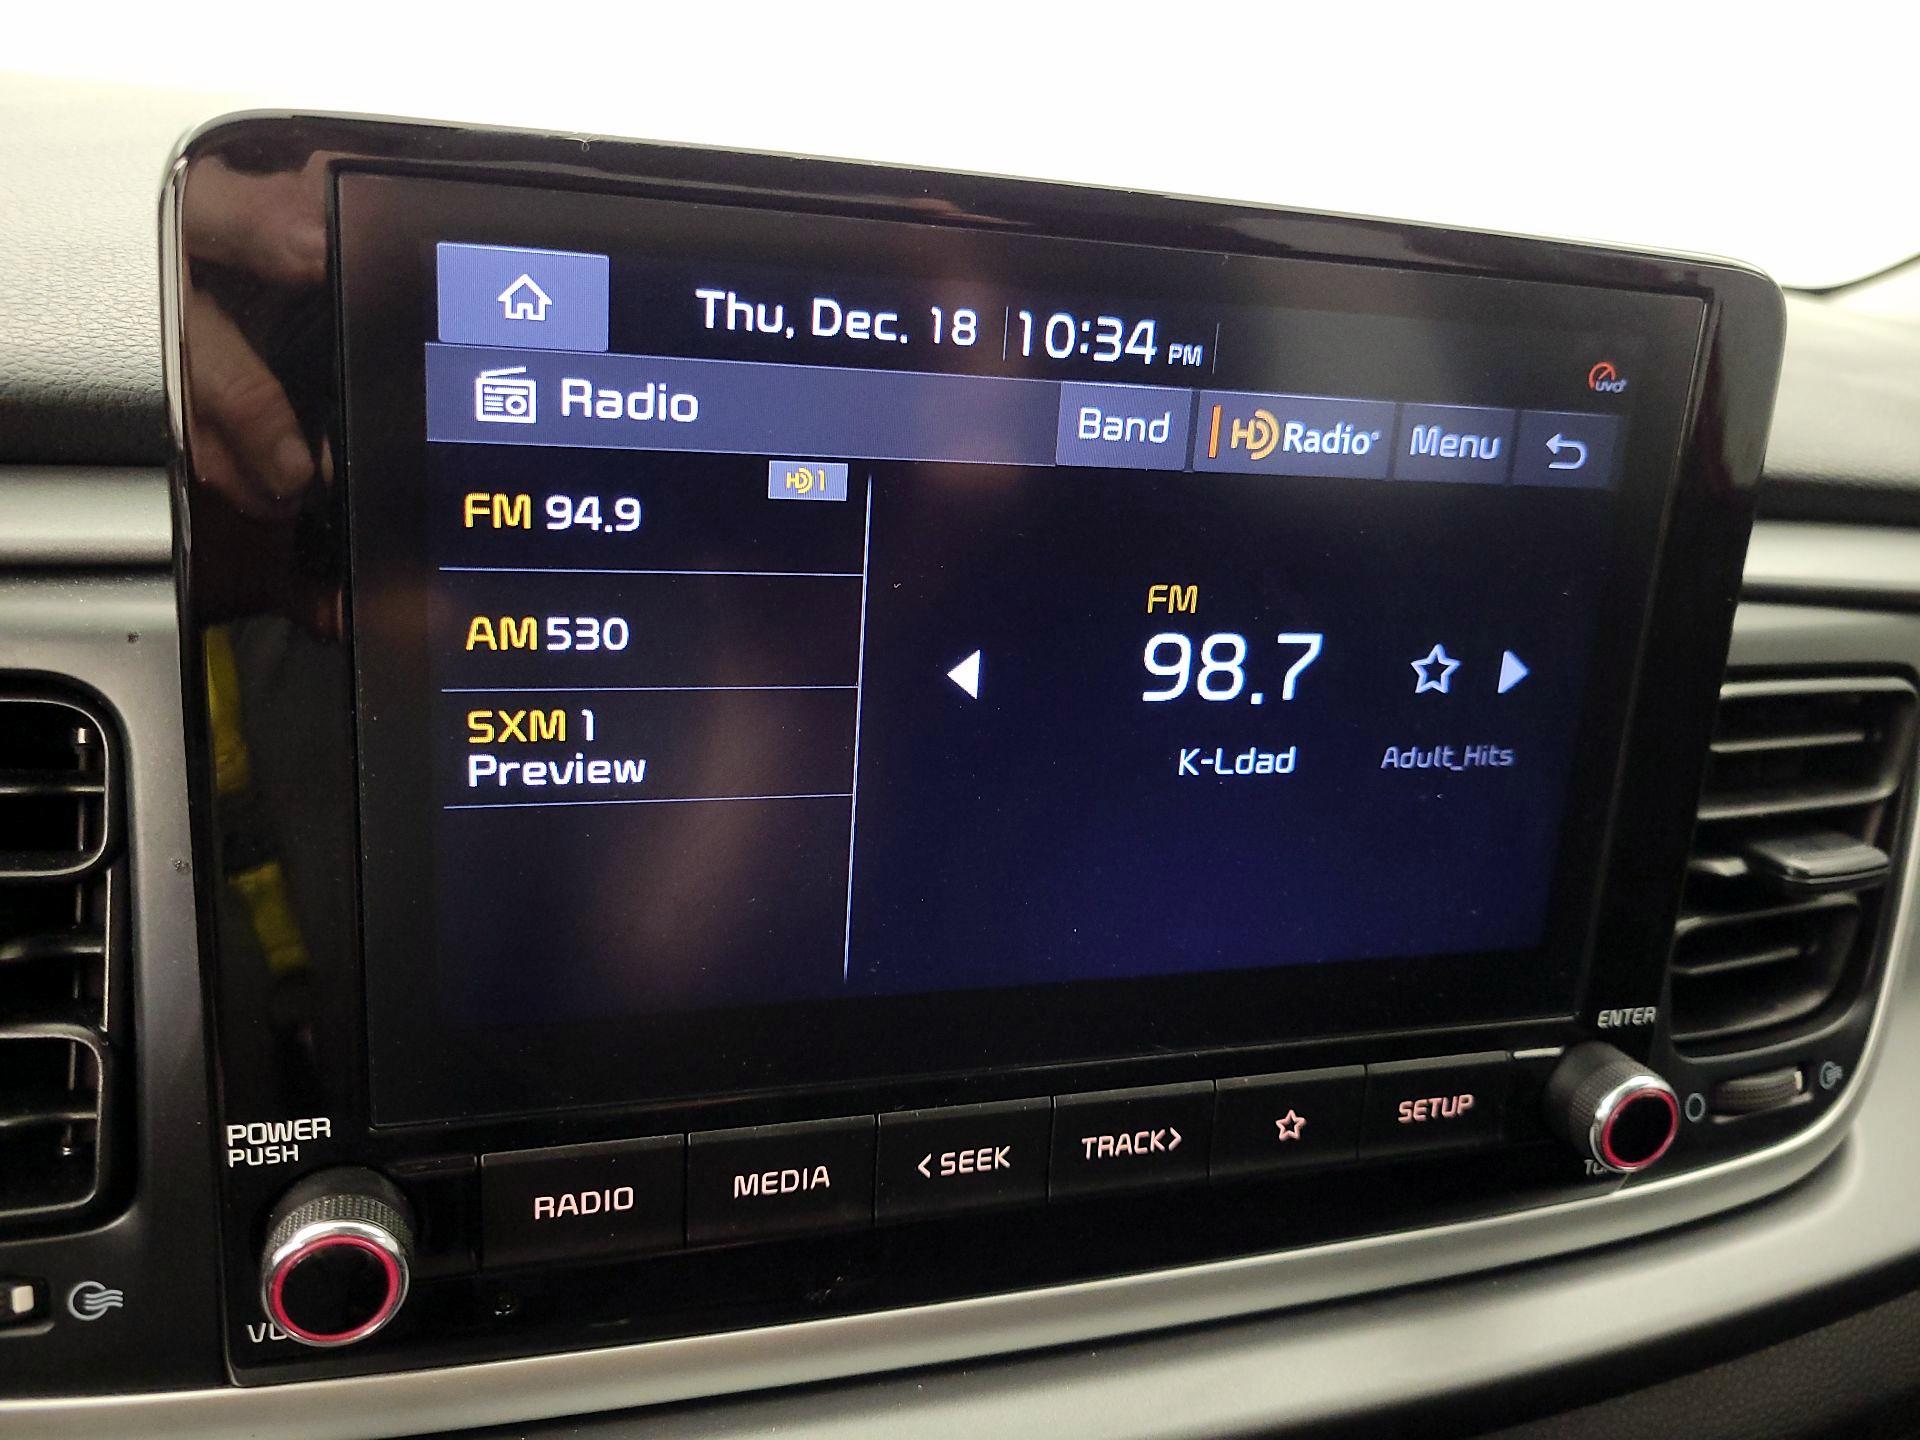 Thu, Dec. 18 10:34 PM
uvo
Radio Band HD Radio Menu
FM 94.9 HD 1
AM 530
SXM 1
Preview
FM
98.7
K-Ldad Adult_Hits
ENTER
POWER
PUSH
RADIO MEDIA <SEEK TRACK> SETUP